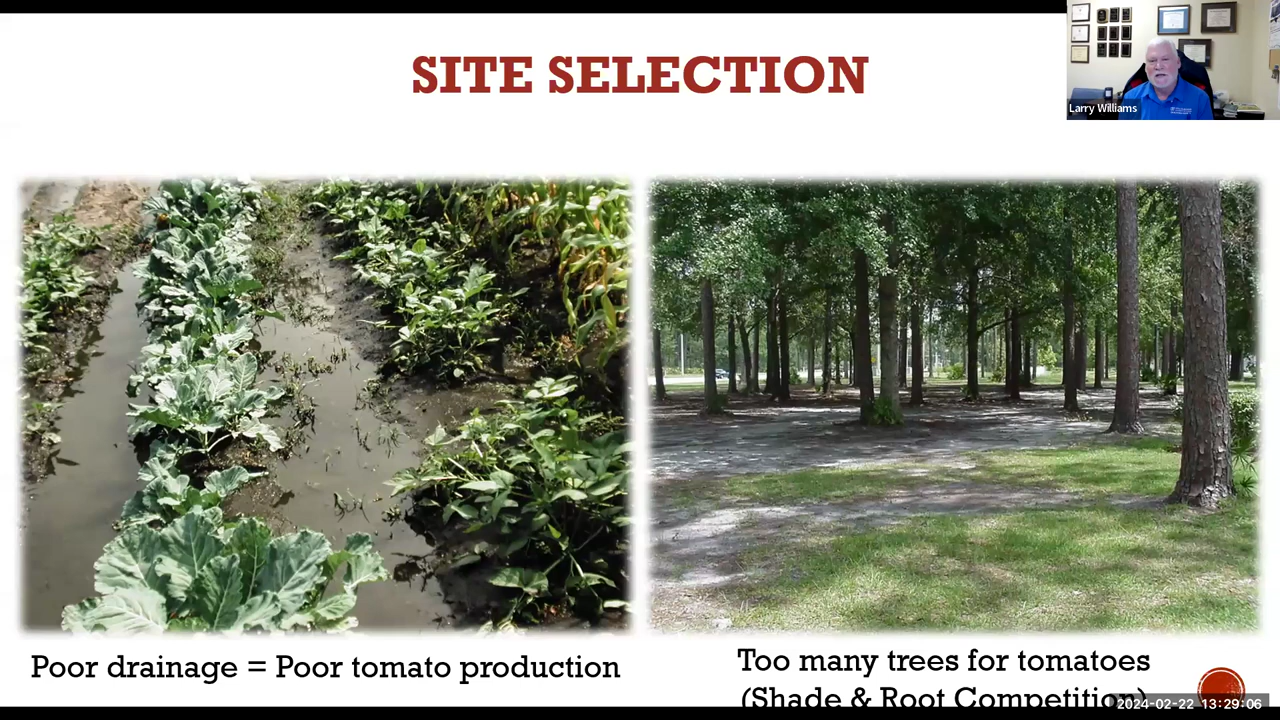 SITE SELECTION
Larry Williams
Poor drainage = Poor tomato production
Too many trees for tomatoes
(Shade & Root Competition)
2024-02-22 13:29:06